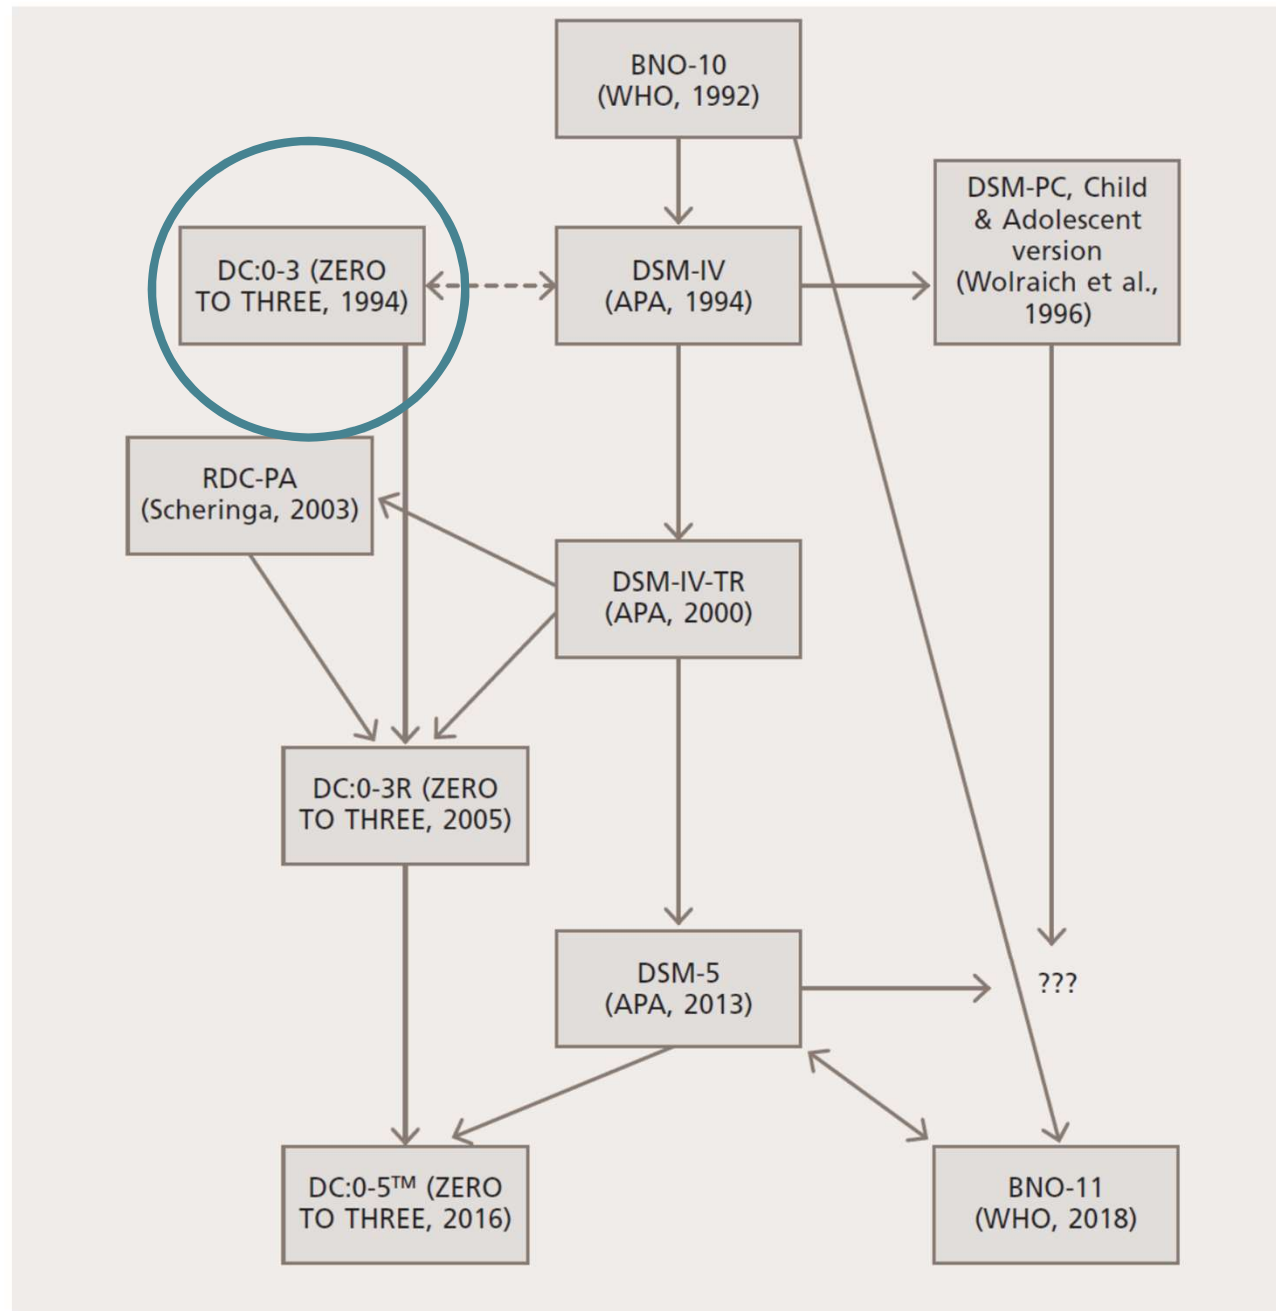 BNO-10
(WHO, 1992)
DSM-PC, Child
& Adolescent
version
(Wolraich et al.,
1996)
DC:0-3 (ZERO
TO THREE, 1994)
DSM-IV
(APA, 1994)
RDC-PA
(Scheringa, 2003)
DSM-IV-TR
(APA, 2000)
DC:0-3R (ZERO
TO THREE, 2005)
DSM-5
(APA, 2013)
???
DC:0-5™ (ZERO
TO THREE, 2016)
BNO-11
(WHO, 2018)